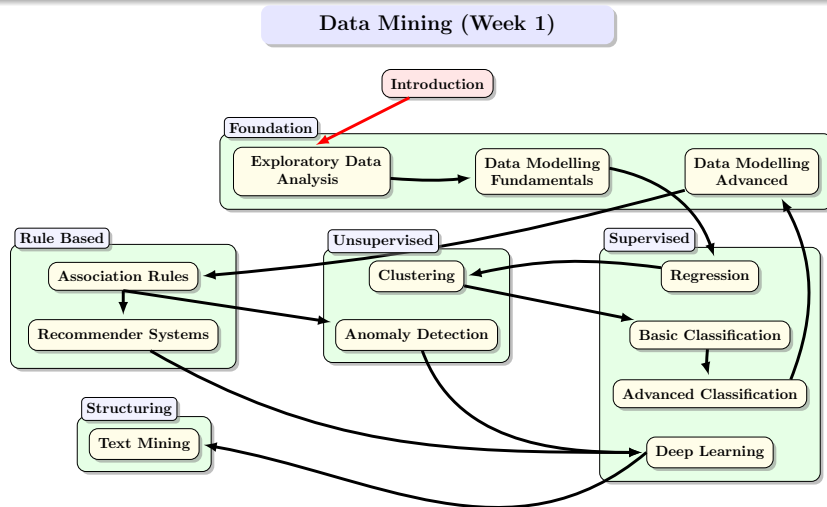 Data Mining (Week 1)
Introduction
Foundation
Exploratory Data
Analysis
Data Modelling
Fundamentals
Data Modelling
Advanced
Rule Based
Association Rules
Recommender Systems
Unsupervised
Clustering
Anomaly Detection
Supervised
Regression
Basic Classification
Advanced Classification
Deep Learning
Structuring
Text Mining